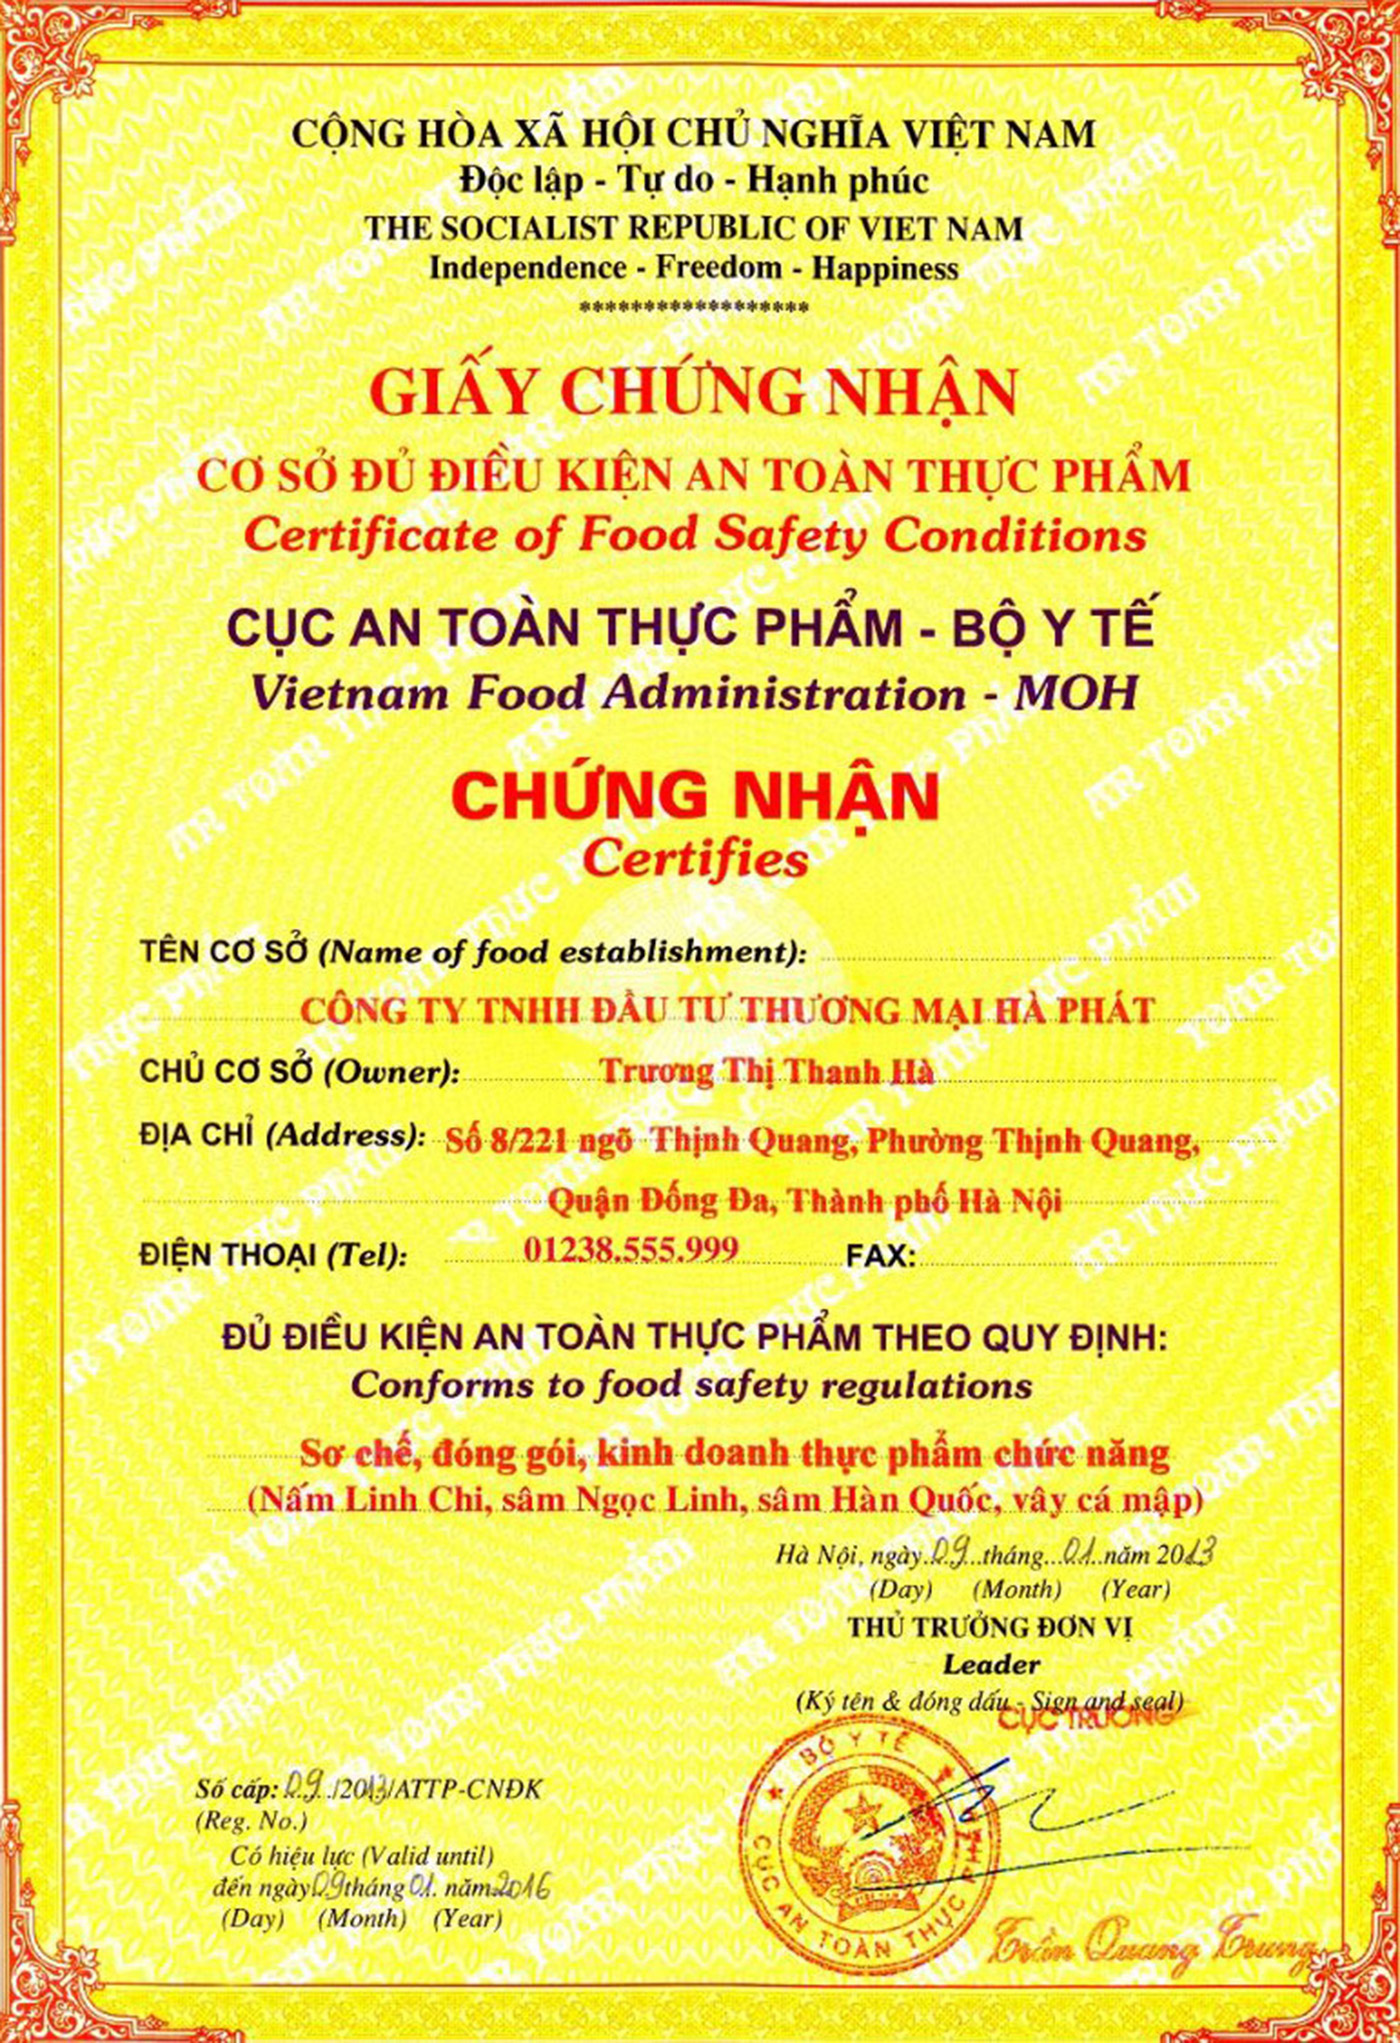 CỘNG HÒA XÃ HỘI CHỦ NGHĨA VIỆT NAM
Độc lập - Tự do - Hạnh phúc
THE SOCIALIST REPUBLIC OF VIET NAM
Independence - Freedom - Happiness
******************
GIẤY CHỨNG NHẬN
CƠ SỞ ĐỦ ĐIỀU KIỆN AN TOÀN THỰC PHẨM
Certificate of Food Safety Conditions
CỤC AN TOÀN THỰC PHẨM - BỘ Y TẾ
Vietnam Food Administration - MOH
CHỨNG NHẬN
Certifies
TÊN CƠ SỞ (Name of food establishment):
CÔNG TY TNHH ĐẦU TƯ THƯƠNG MẠI HÀ PHÁT
CHỦ CƠ SỞ (Owner): Trương Thị Thanh Hà
ĐỊA CHỈ (Address): Số 8/221 ngõ Thịnh Quang, Phường Thịnh Quang,
Quận Đống Đa, Thành phố Hà Nội
ĐIỆN THOẠI (Tel): 01238.555.999 FAX:
ĐỦ ĐIỀU KIỆN AN TOÀN THỰC PHẨM THEO QUY ĐỊNH:
Conforms to food safety regulations
Sơ chế, đóng gói, kinh doanh thực phẩm chức năng
(Nấm Linh Chi, sâm Ngọc Linh, sâm Hàn Quốc, vây cá mập)
Hà Nội, ngày 09 tháng 01 năm 2013
(Day) (Month) (Year)
THỦ TRƯỞNG ĐƠN VỊ
Leader
(Ký tên & đóng dấu - Sign and seal)
CỤC TRƯỞNG
BỘ Y TẾ
CỤC AN TOÀN THỰC PHẨM
Số cấp: 09/2013/ATTP-CNĐK
(Reg. No.)
Có hiệu lực (Valid until)
đến ngày 09 tháng 01 năm 2016
(Day) (Month) (Year)
Trần Quang Trung